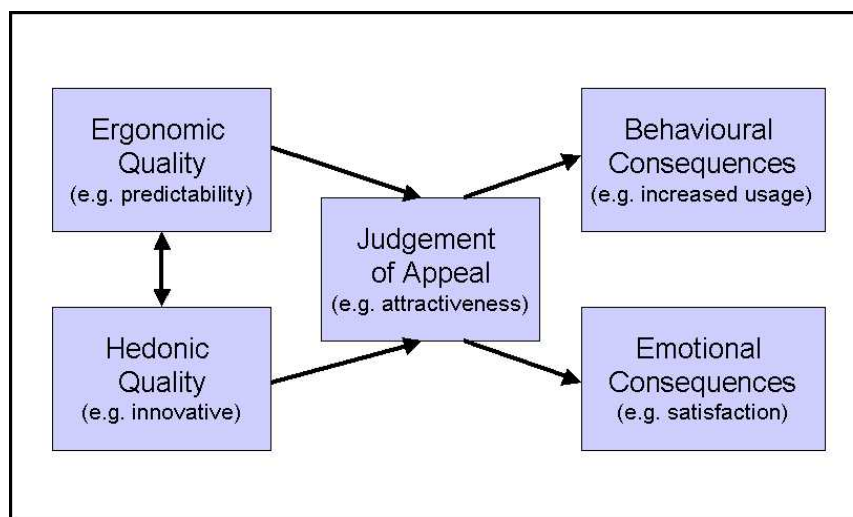 Ergonomic
Quality
(e.g. predictability)
Hedonic
Quality
(e.g. innovative)
Judgement
of Appeal
(e.g. attractiveness)
Behavioural
Consequences
(e.g. increased usage)
Emotional
Consequences
(e.g. satisfaction)